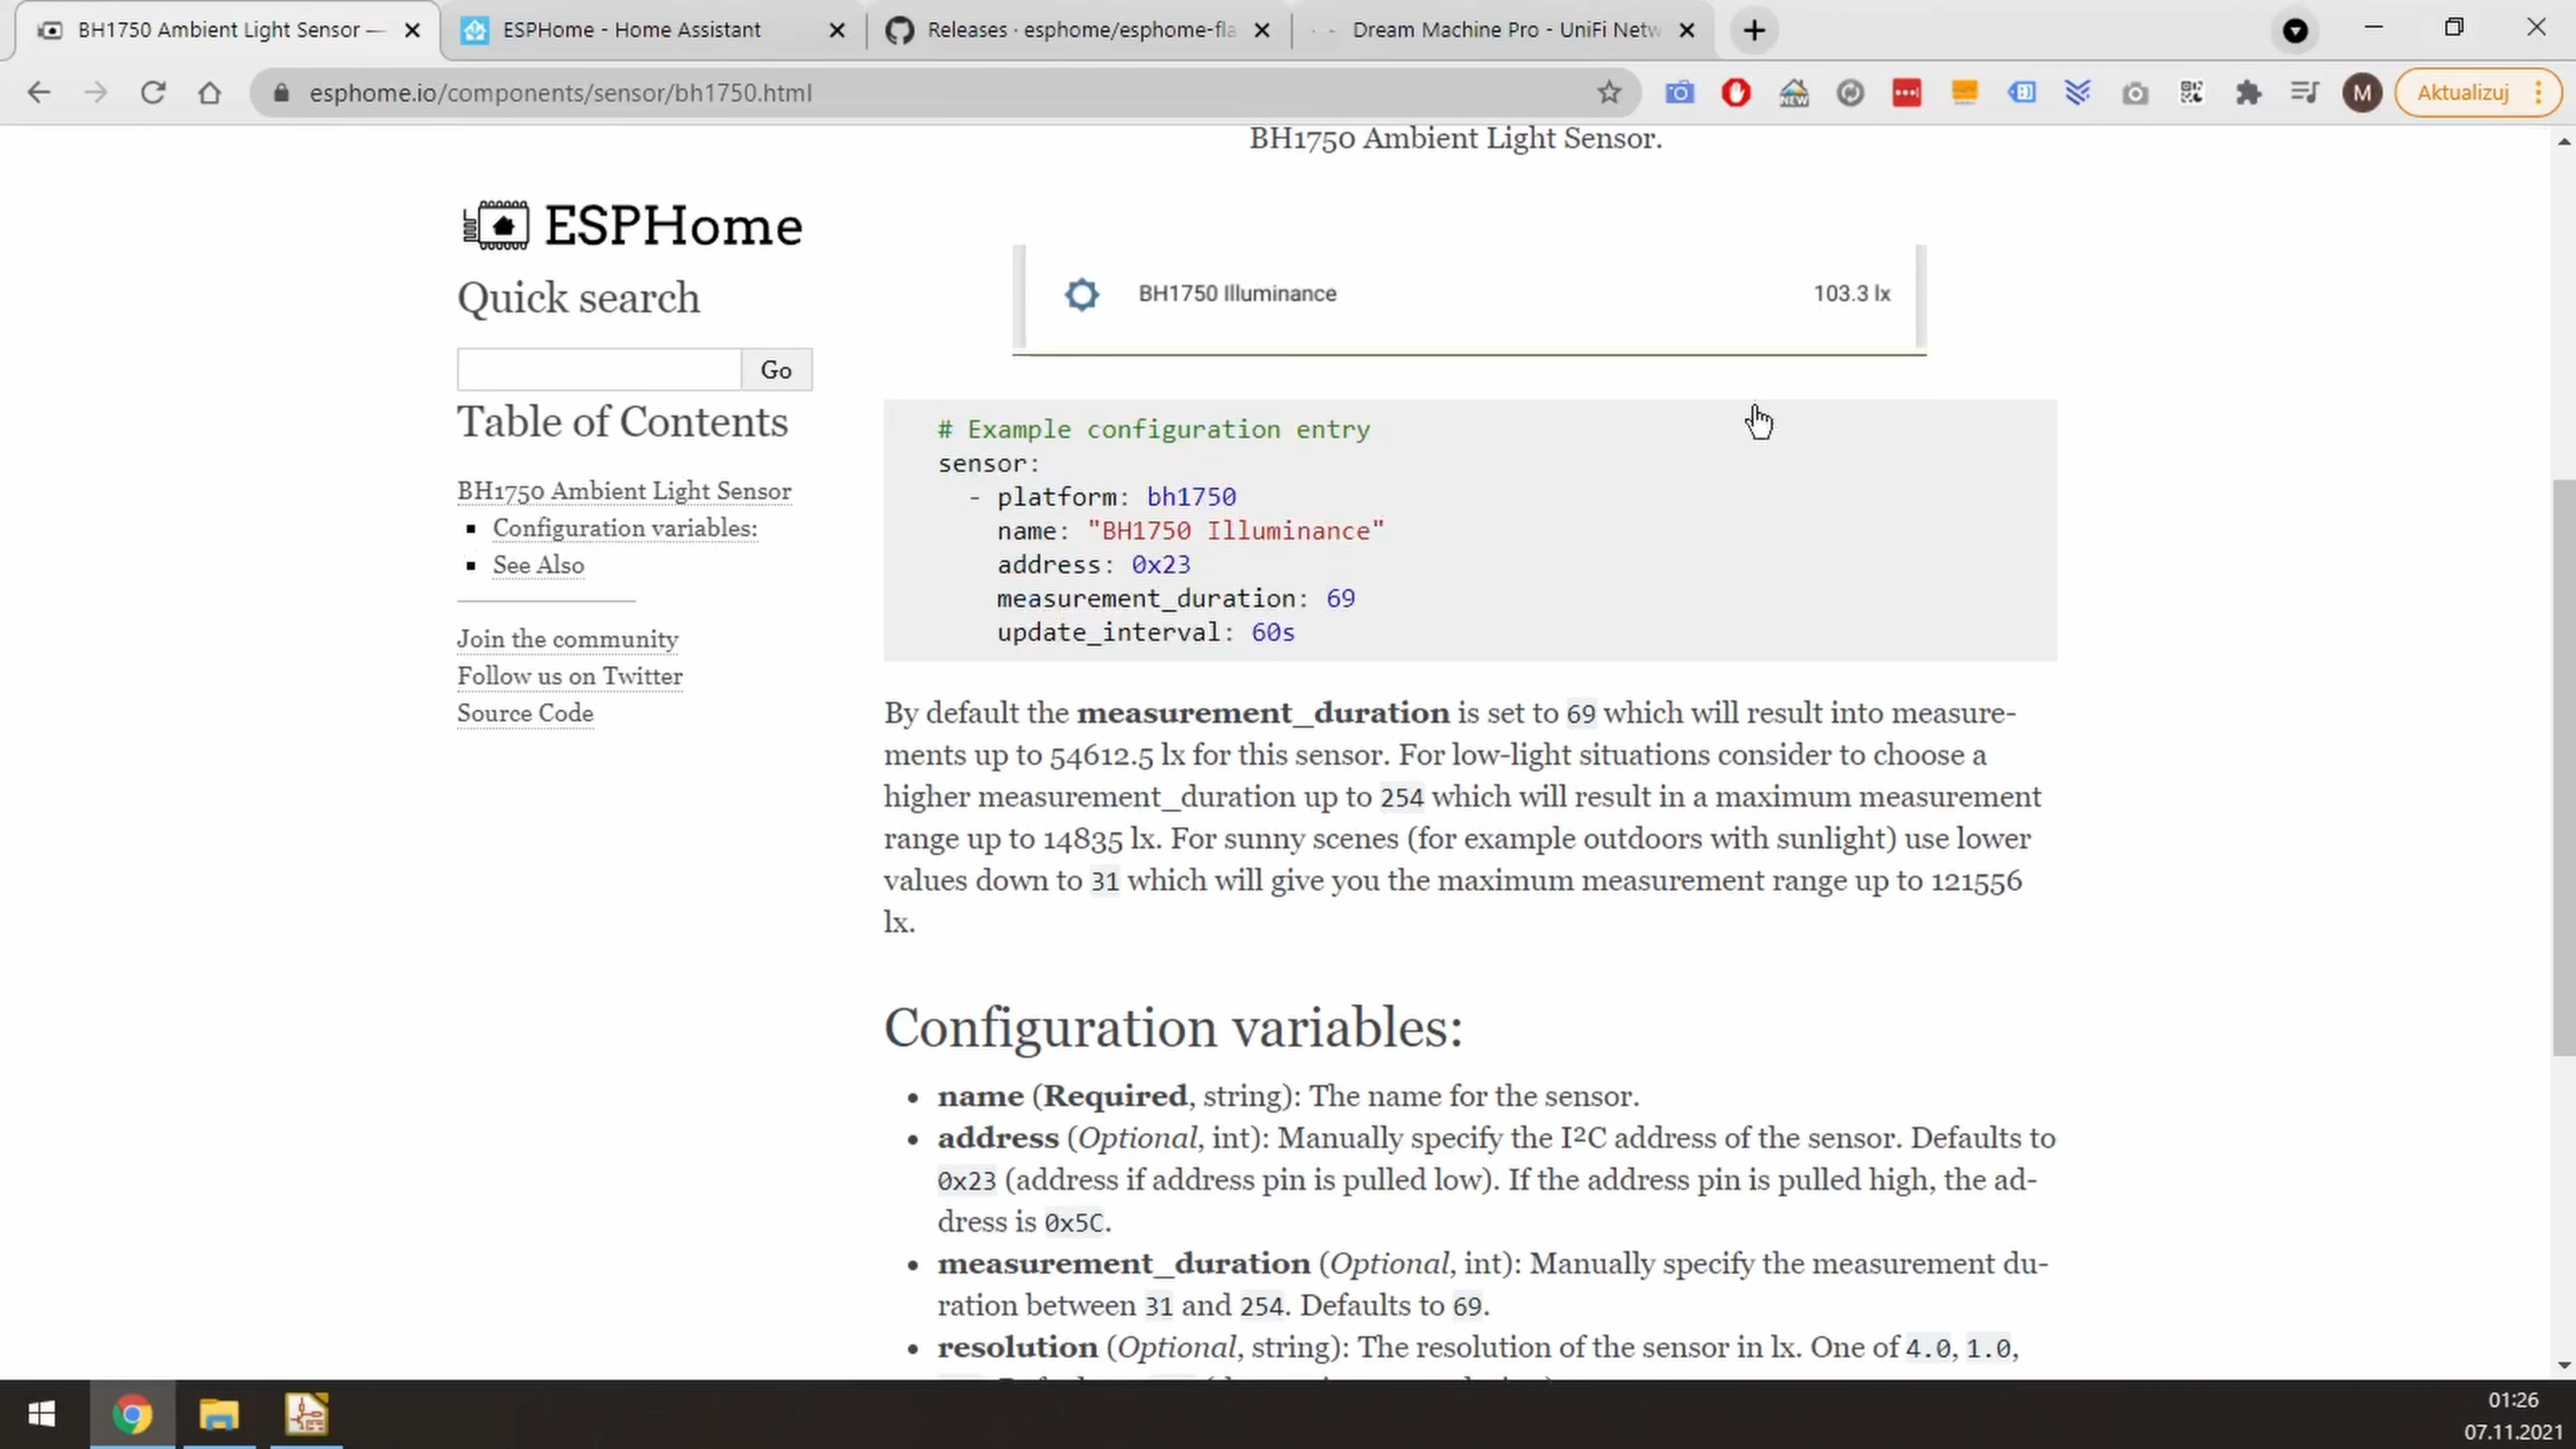 BH1750 Ambient Light Sensor —
ESPHome - Home Assistant
Releases · esphome/esphome-fla
Dream Machine Pro - UniFi Netw
esphome.io/components/sensor/bh1750.html
NEW
M
Aktualizuj
BH1750 Ambient Light Sensor.
ESPHome
Quick search
Go
Table of Contents
BH1750 Ambient Light Sensor
Configuration variables:
See Also
Join the community
Follow us on Twitter
Source Code
BH1750 Illuminance 103.3 lx
# Example configuration entry
sensor:
- platform: bh1750
name: "BH1750 Illuminance"
address: 0x23
measurement_duration: 69
update_interval: 60s
By default the measurement_duration is set to 69 which will result into measure-
ments up to 54612.5 lx for this sensor. For low-light situations consider to choose a
higher measurement_duration up to 254 which will result in a maximum measurement
range up to 14835 lx. For sunny scenes (for example outdoors with sunlight) use lower
values down to 31 which will give you the maximum measurement range up to 121556
lx.
Configuration variables:
• name (Required, string): The name for the sensor.
• address (Optional, int): Manually specify the I²C address of the sensor. Defaults to
0x23 (address if address pin is pulled low). If the address pin is pulled high, the ad-
dress is 0x5C.
• measurement_duration (Optional, int): Manually specify the measurement du-
ration between 31 and 254. Defaults to 69.
• resolution (Optional, string): The resolution of the sensor in lx. One of 4.0, 1.0,
01:26
07.11.2021